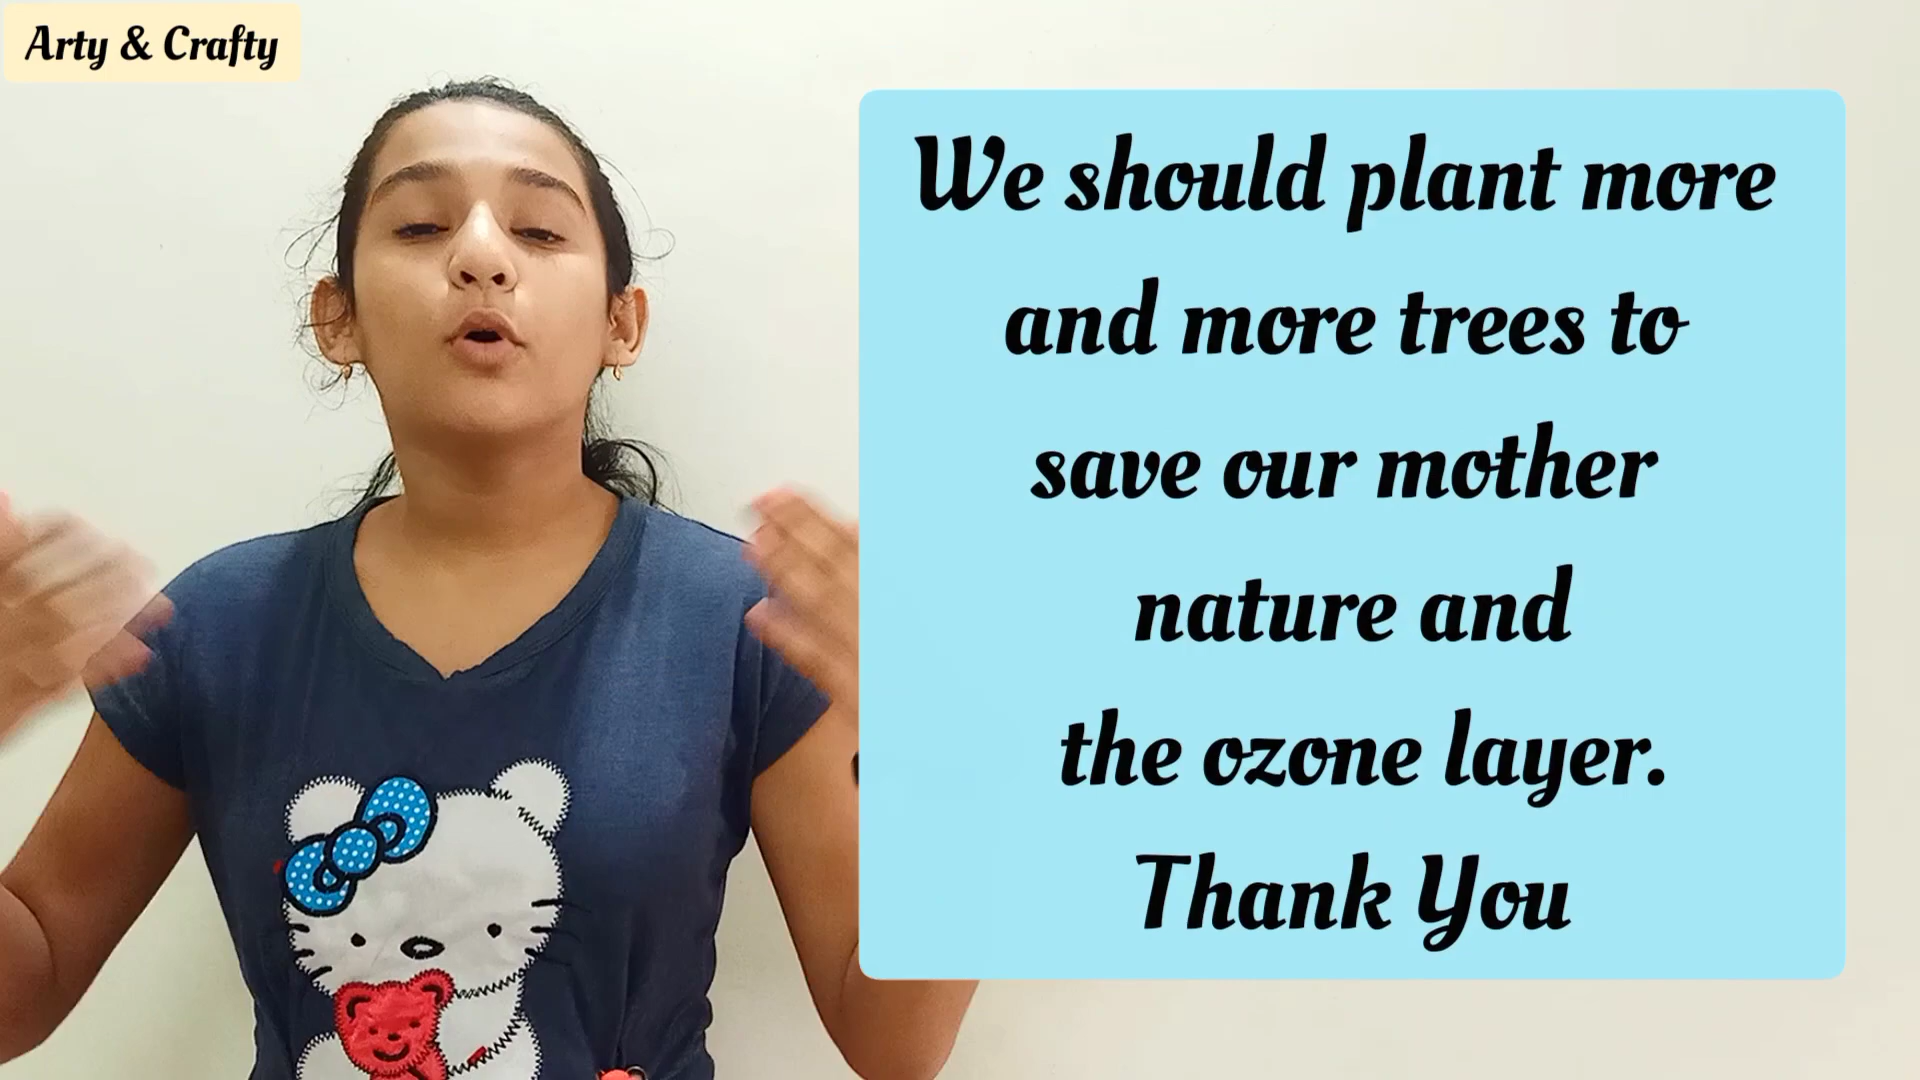 Arty & Crafty
We should plant more
and more trees to
save our mother
nature and
the ozone layer.
Thank You